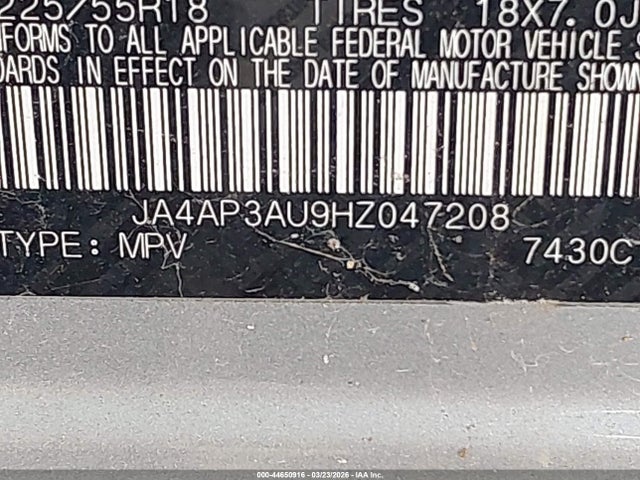 225/55R18 TIRES 18X7.0J
FORMS TO ALL APPLICABLE FEDERAL MOTOR VEHICLE S
DARDS IN EFFECT ON THE DATE OF MANUFACTURE SHOWN
JA4AP3AU9HZ047208
TYPE: MPV 7430C
000-44650916 | 03/23/2026 | IAA Inc.